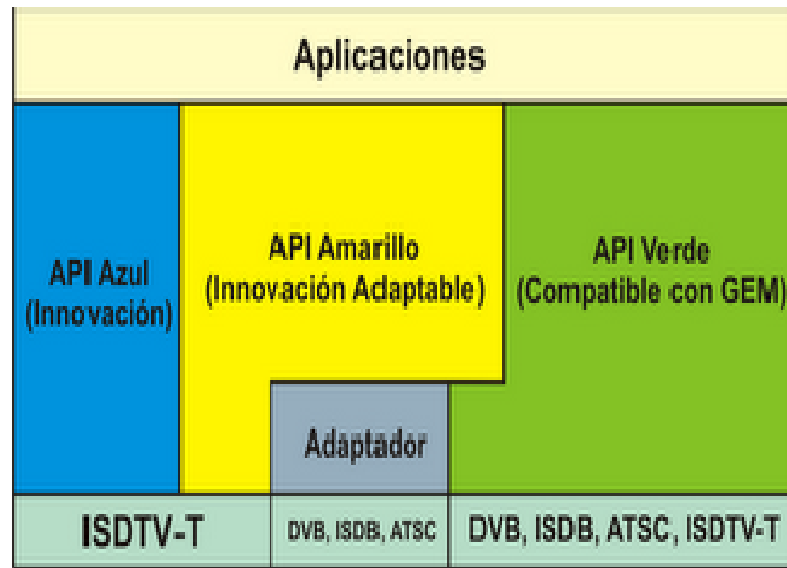 Aplicaciones
API Azul
(Innovación)
API Amarillo
(Innovación Adaptable)
API Verde
(Compatible con GEM)
Adaptador
ISDTV-T
DVB, ISDB, ATSC
DVB, ISDB, ATSC, ISDTV-T